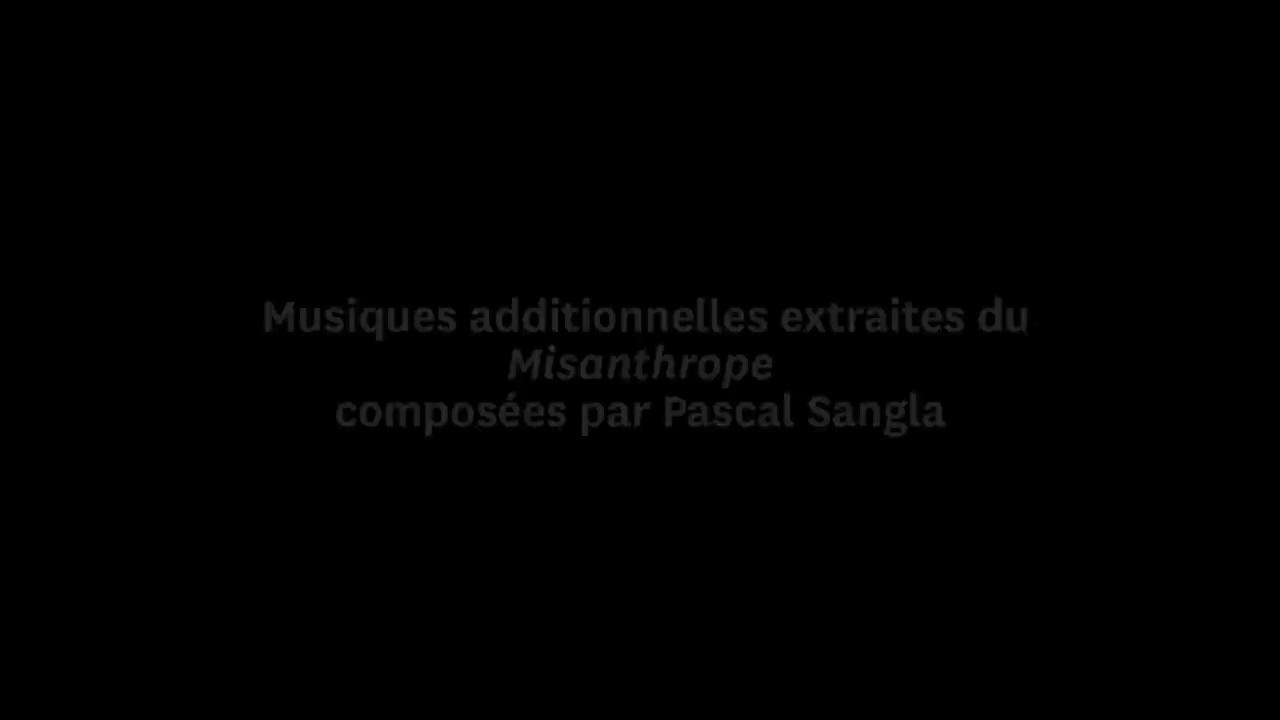 Musiques additionnelles extraites du
Misanthrope
composées par Pascal Sangla